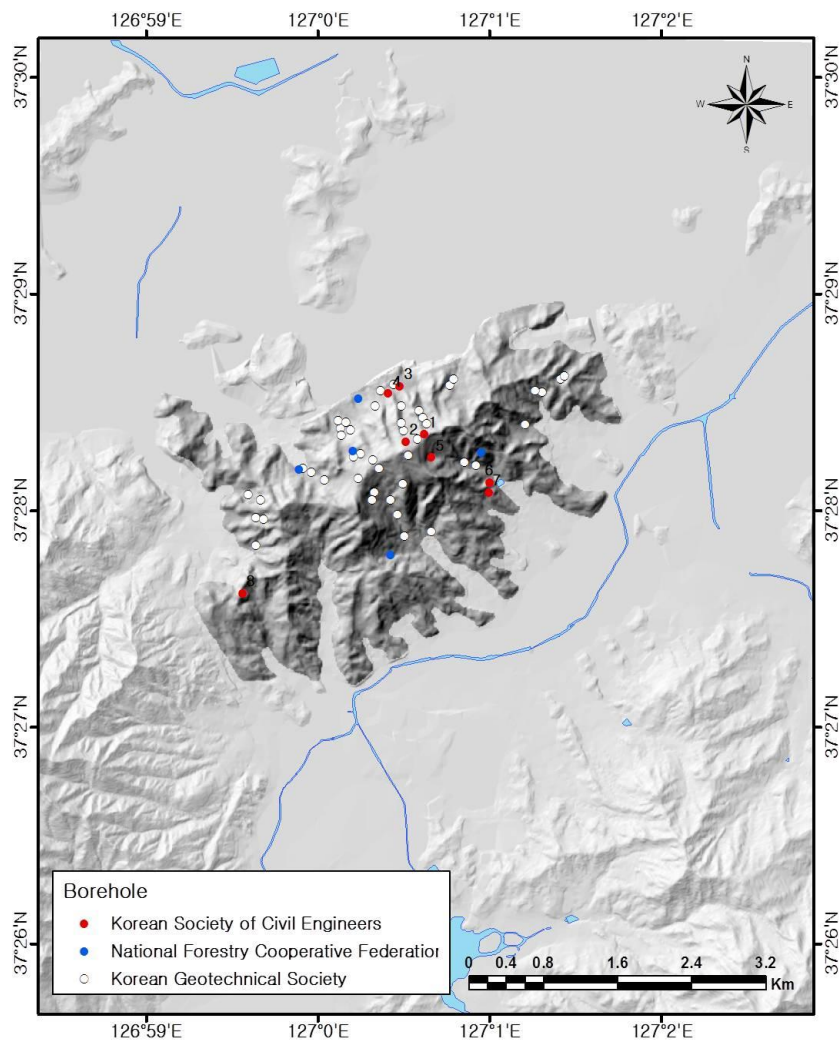 126°59'E 127°0'E 127°1'E 127°2'E
37°30'N 37°30'N
N
W E
S
37°29'N 37°29'N
4 3
2 1
5
6
7
37°28'N 37°28'N
8
37°27'N 37°27'N
Borehole
Korean Society of Civil Engineers
National Forestry Cooperative Federation
Korean Geotechnical Society
37°26'N 37°26'N
0 0.4 0.8 1.6 2.4 3.2
Km
126°59'E 127°0'E 127°1'E 127°2'E